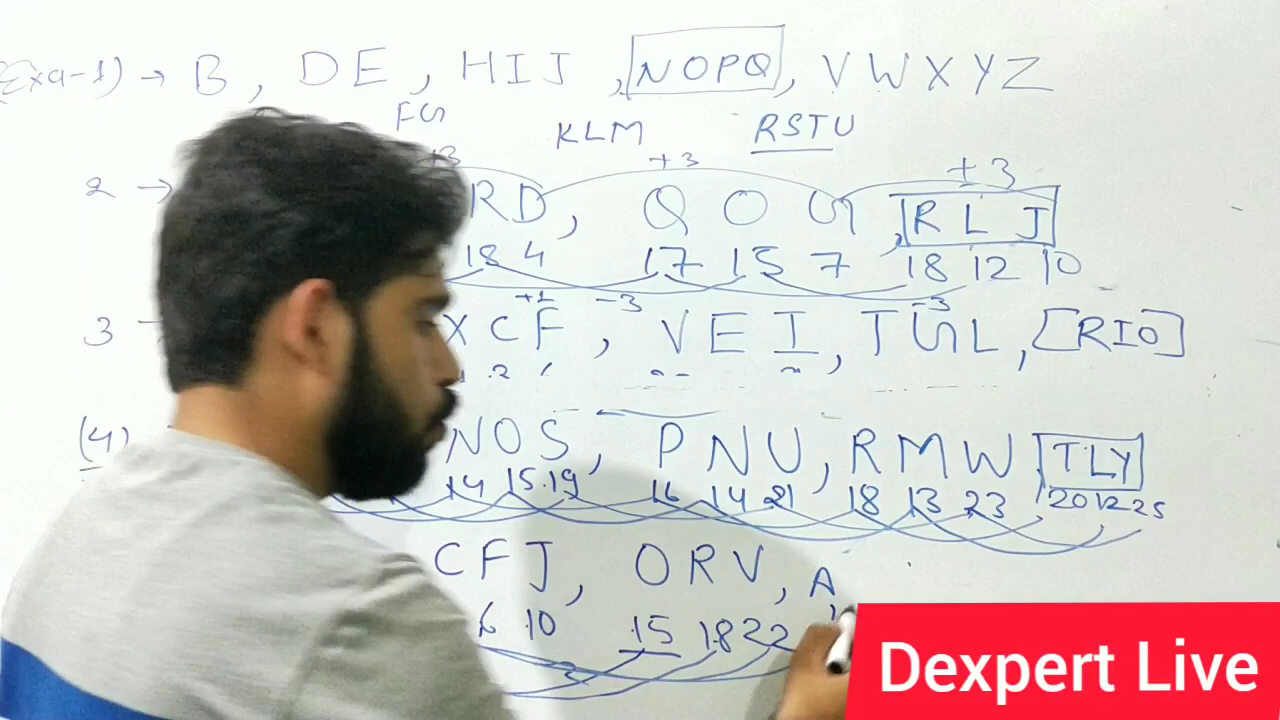 (Exa-1) → B, DE, HIJ, NOPQ, VWXYZ
FG KLM RSTU
+3 +3 +3
2 → RD, QOG, RLJ
18 4 17 15 7 18 12 10
+1 -3 -3
3 XCF, VEI, TGL, [RIO]
(4) NOS, PNU, RMW, TLY
14 15 19 16 14 21 18 13 23 20 12 25
CFJ, ORV, A
6 10 15 18 22
Dexpert Live